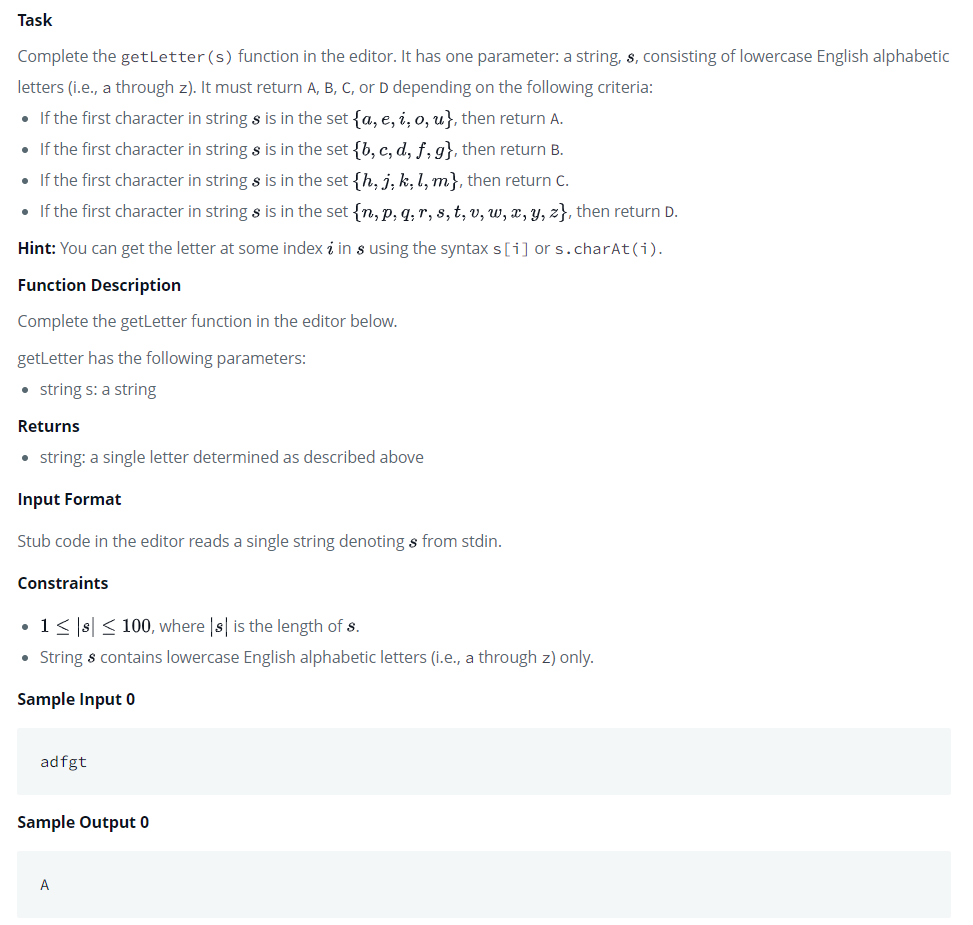 Task
Complete the getLetter(s) function in the editor. It has one parameter: a string, s, consisting of lowercase English alphabetic
letters (i.e., a through z). It must return A, B, C, or D depending on the following criteria:
• If the first character in string s is in the set {a, e, i, o, u}, then return A.
• If the first character in string s is in the set {b, c, d, f, g}, then return B.
• If the first character in string s is in the set {h, j, k, l, m}, then return C.
• If the first character in string s is in the set {n, p, q, r, s, t, v, w, x, y, z}, then return D.
Hint: You can get the letter at some index i in s using the syntax s[i] or s.charAt(i).
Function Description
Complete the getLetter function in the editor below.
getLetter has the following parameters:
• string s: a string
Returns
• string: a single letter determined as described above
Input Format
Stub code in the editor reads a single string denoting s from stdin.
Constraints
• 1 ≤ |s| ≤ 100, where |s| is the length of s.
• String s contains lowercase English alphabetic letters (i.e., a through z) only.
Sample Input 0
adfgt
Sample Output 0
A